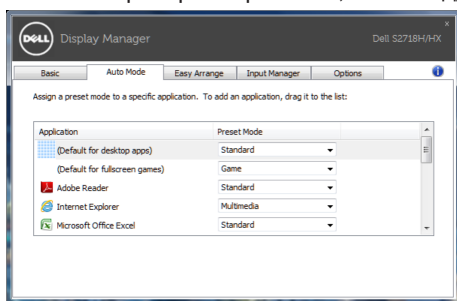 DELL
Display Manager
Dell S2718H/HX
Basic
Auto Mode
Easy Arrange
Input Manager
Options
Assign a preset mode to a specific application. To add an application, drag it to the list:
Application
Preset Mode
(Default for desktop apps)
Standard
(Default for fullscreen games)
Game
Adobe Reader
Standard
Internet Explorer
Multimedia
Microsoft Office Excel
Standard